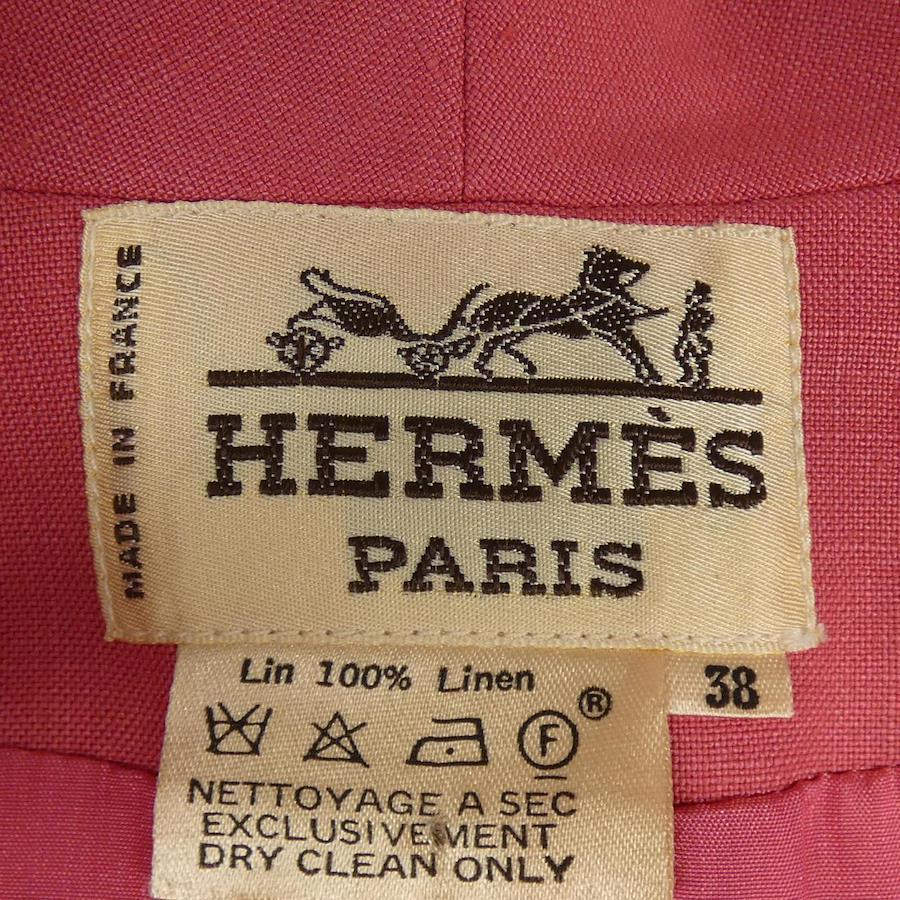 MADE IN FRANCE
HERMÈS
PARIS
Lin 100% Linen
38
F ®
NETTOYAGE A SEC
EXCLUSIVEMENT
DRY CLEAN ONLY